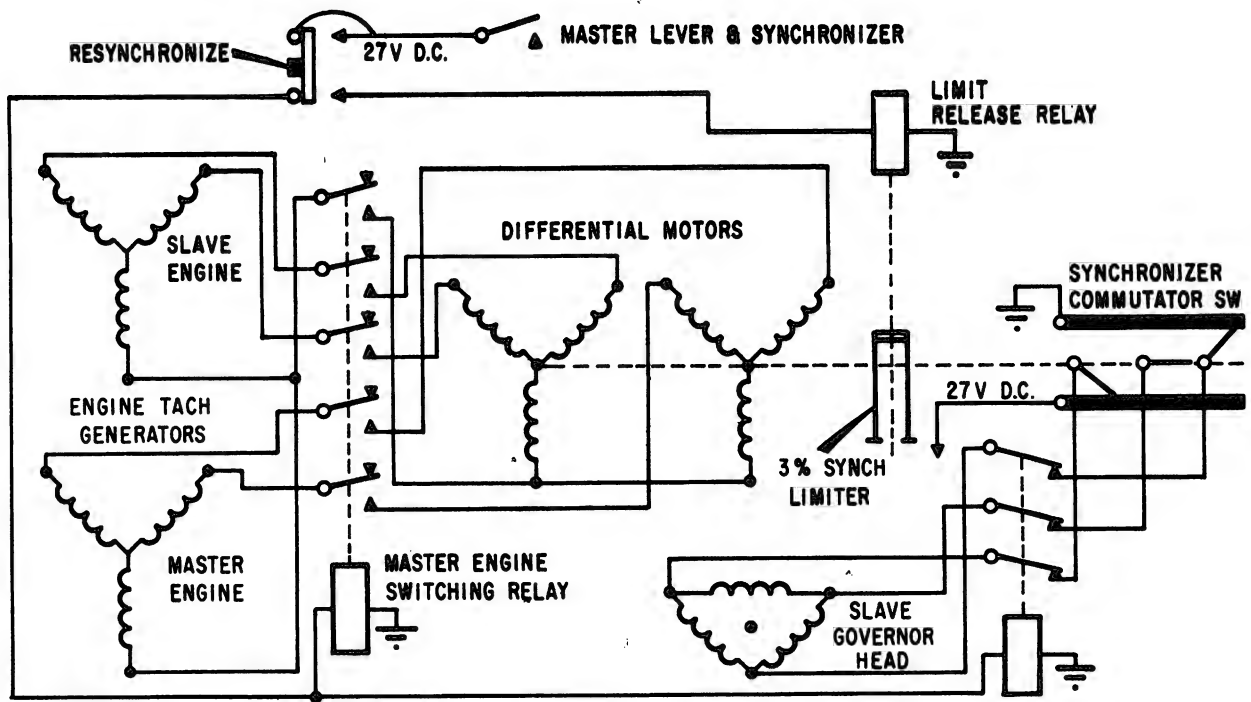 RESYNCHRONIZE
27V D.C.
MASTER LEVER & SYNCHRONIZER
LIMIT
RELEASE RELAY
SLAVE
ENGINE
DIFFERENTIAL MOTORS
SYNCHRONIZER
COMMUTATOR SW
ENGINE TACH
GENERATORS
27V D.C.
3% SYNCH
LIMITER
MASTER
ENGINE
MASTER ENGINE
SWITCHING RELAY
SLAVE
GOVERNOR
HEAD